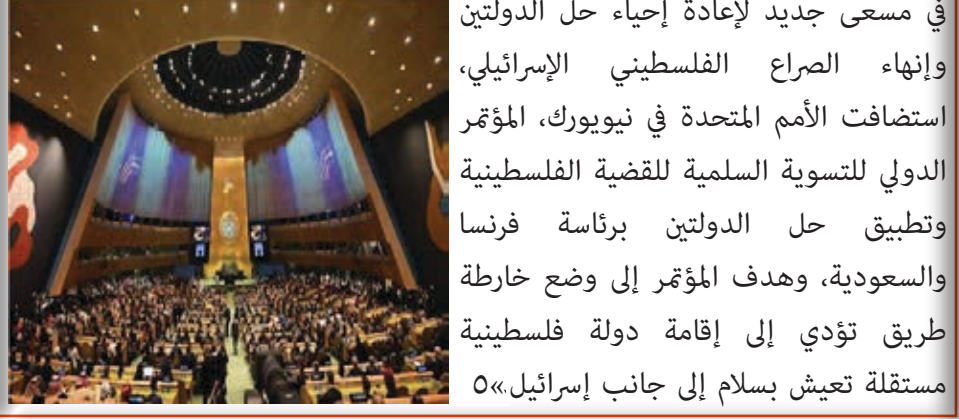 في مسعى جديد لإعادة إحياء حل الدولتين
وإنهاء الصراع الفلسطيني الإسرائيلي،
استضافت الأمم المتحدة في نيويورك، المؤتمر
الدولي للتسوية السلمية للقضية الفلسطينية
وتطبيق حل الدولتين برئاسة فرنسا
والسعودية، وهدف المؤتمر إلى وضع خارطة
طريق تؤدي إلى إقامة دولة فلسطينية
مستقلة تعيش بسلام إلى جانب إسرائيل.»٥